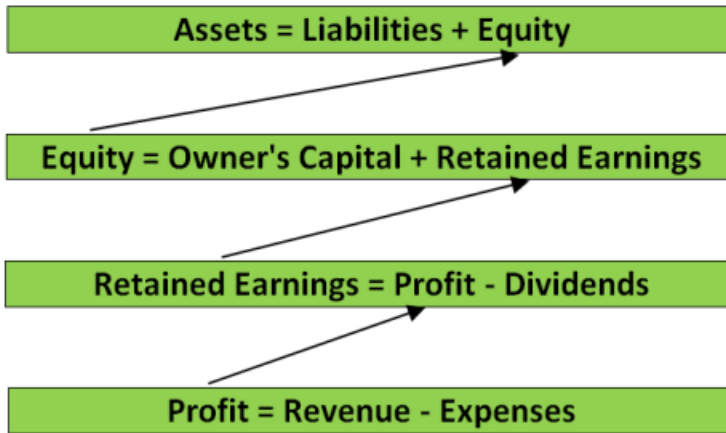 Assets = Liabilities + Equity
Equity = Owner's Capital + Retained Earnings
Retained Earnings = Profit - Dividends
Profit = Revenue - Expenses